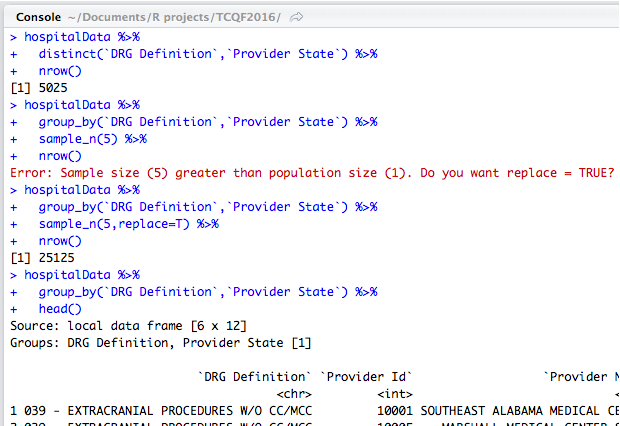 Console ~/Documents/R projects/TCQF2016/
> hospitalData %>%
+   distinct(`DRG Definition`,`Provider State`) %>%
+   nrow()
[1] 5025
> hospitalData %>%
+   group_by(`DRG Definition`,`Provider State`) %>%
+   sample_n(5) %>%
+   nrow()
Error: Sample size (5) greater than population size (1). Do you want replace = TRUE?
> hospitalData %>%
+   group_by(`DRG Definition`,`Provider State`) %>%
+   sample_n(5,replace=T) %>%
+   nrow()
[1] 25125
> hospitalData %>%
+   group_by(`DRG Definition`,`Provider State`) %>%
+   head()
Source: local data frame [6 x 12]
Groups: DRG Definition, Provider State [1]
`DRG Definition` `Provider Id` `Provider N
<chr> <int> <
1 039 - EXTRACRANIAL PROCEDURES W/O CC/MCC 10001 SOUTHEAST ALABAMA MEDICAL CE